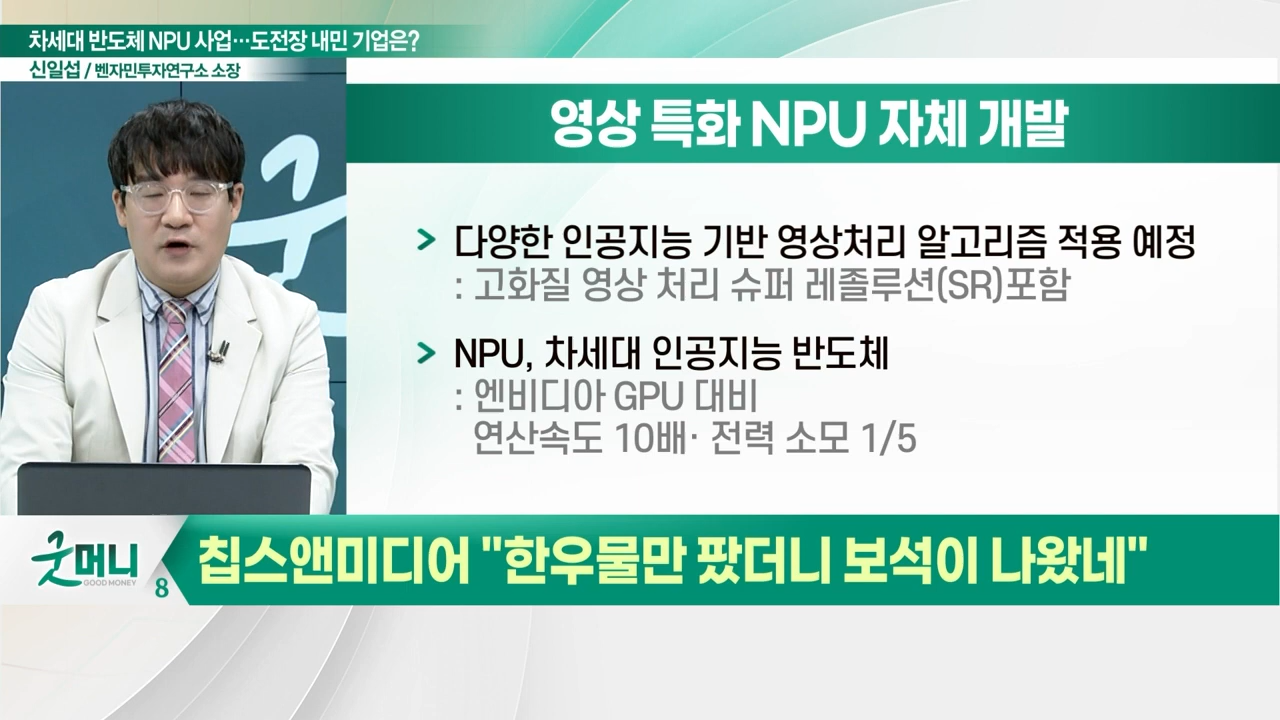 차세대 반도체 NPU 사업…도전장 내민 기업은?
신일섭 / 벤자민투자연구소 소장
영상 특화 NPU 자체 개발
> 다양한 인공지능 기반 영상처리 알고리즘 적용 예정
: 고화질 영상 처리 슈퍼 레졸루션(SR)포함
> NPU, 차세대 인공지능 반도체
: 엔비디아 GPU 대비
연산속도 10배· 전력 소모 1/5
굿머니
GOOD MONEY
8
칩스앤미디어 "한우물만 팠더니 보석이 나왔네"